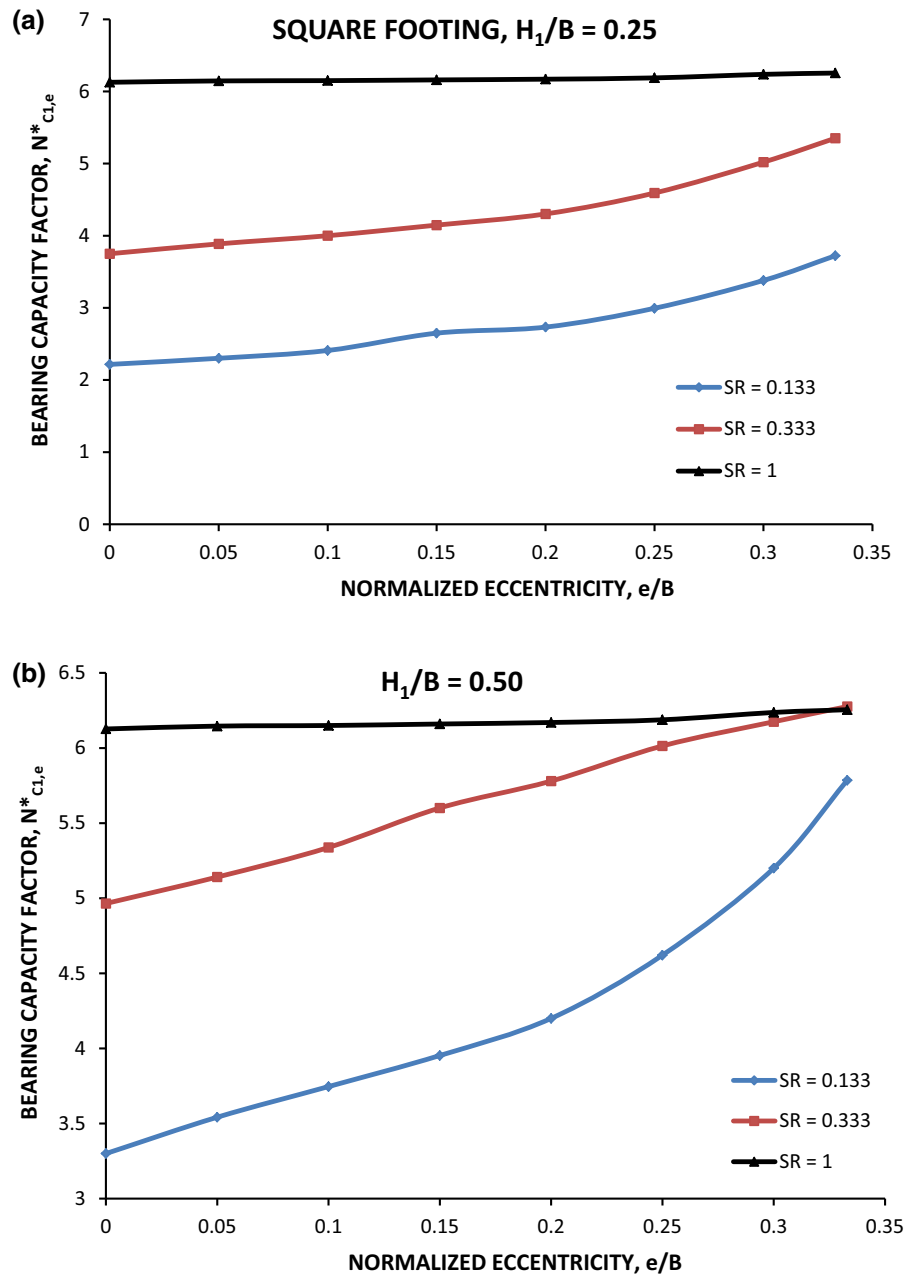 (a)
SQUARE FOOTING, H1/B = 0.25
BEARING CAPACITY FACTOR, N*C1,e
7
6
5
4
3
2
1
0
SR = 0.133
SR = 0.333
SR = 1
0 0.05 0.1 0.15 0.2 0.25 0.3 0.35
NORMALIZED ECCENTRICITY, e/B
(b)
H1/B = 0.50
BEARING CAPACITY FACTOR, N*C1,e
6.5
6
5.5
5
4.5
4
3.5
3
SR = 0.133
SR = 0.333
SR = 1
0 0.05 0.1 0.15 0.2 0.25 0.3 0.35
NORMALIZED ECCENTRICITY, e/B